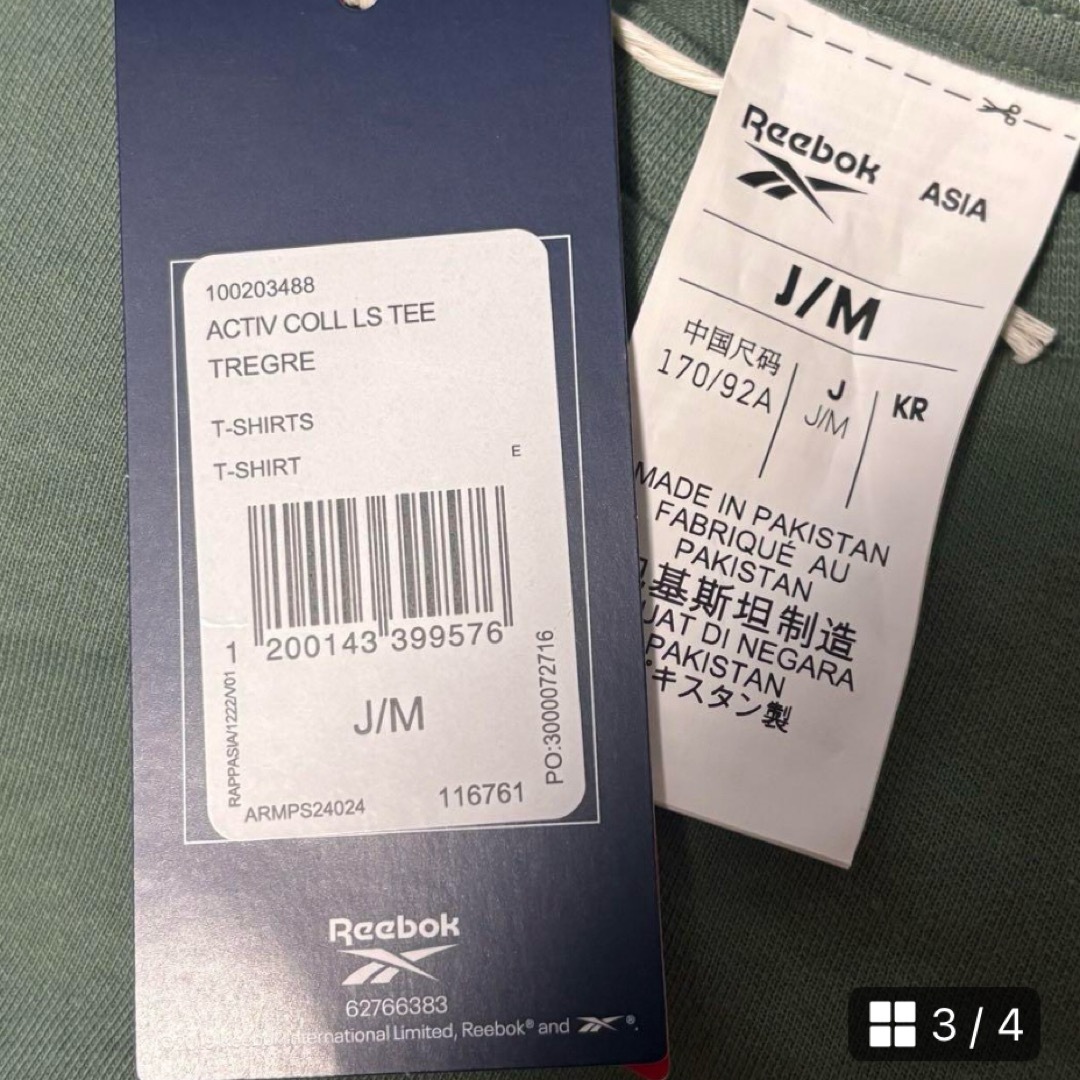 100203488
ACTIV COLL LS TEE
TREGRE
T-SHIRTS
T-SHIRT
E
1 200143 399576
J/M
RAPPASIA/1222/V01
PO:3000072716
ARMPS24024
116761
Reebok
62766383
International Limited, Reebok® and ®.
Reebok
ASIA
J/M
中国尺码
170/92A
J
J/M
KR
MADE IN PAKISTAN
FABRIQUÉ AU
PAKISTAN
基斯坦制造
DI NEGARA
PAKISTAN
キスタン製
3 / 4